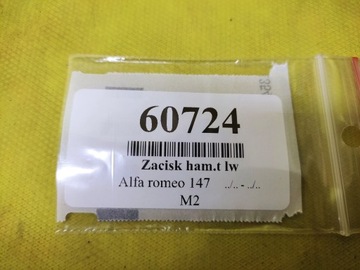 60724
Zacisk ham.t lw
Alfa romeo 147 ../.. - ../..
M2